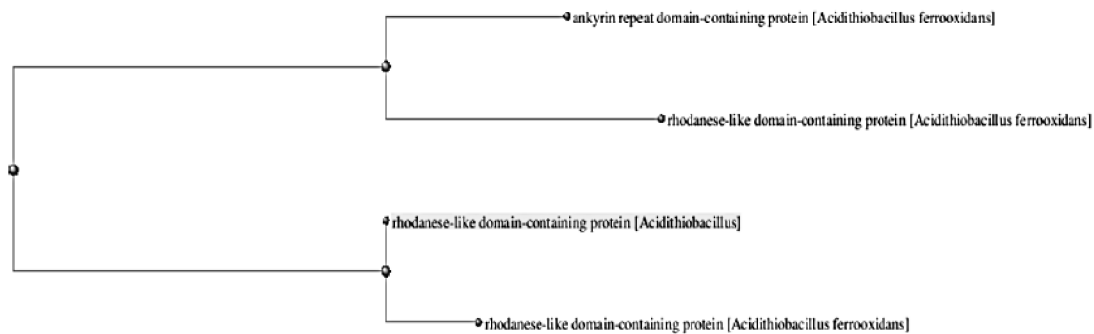 ankyrin repeat domain-containing protein [Acidithiobacillus ferrooxidans]
rhodanese-like domain-containing protein [Acidithiobacillus ferrooxidans]
rhodanese-like domain-containing protein [Acidithiobacillus]
rhodanese-like domain-containing protein [Acidithiobacillus ferrooxidans]